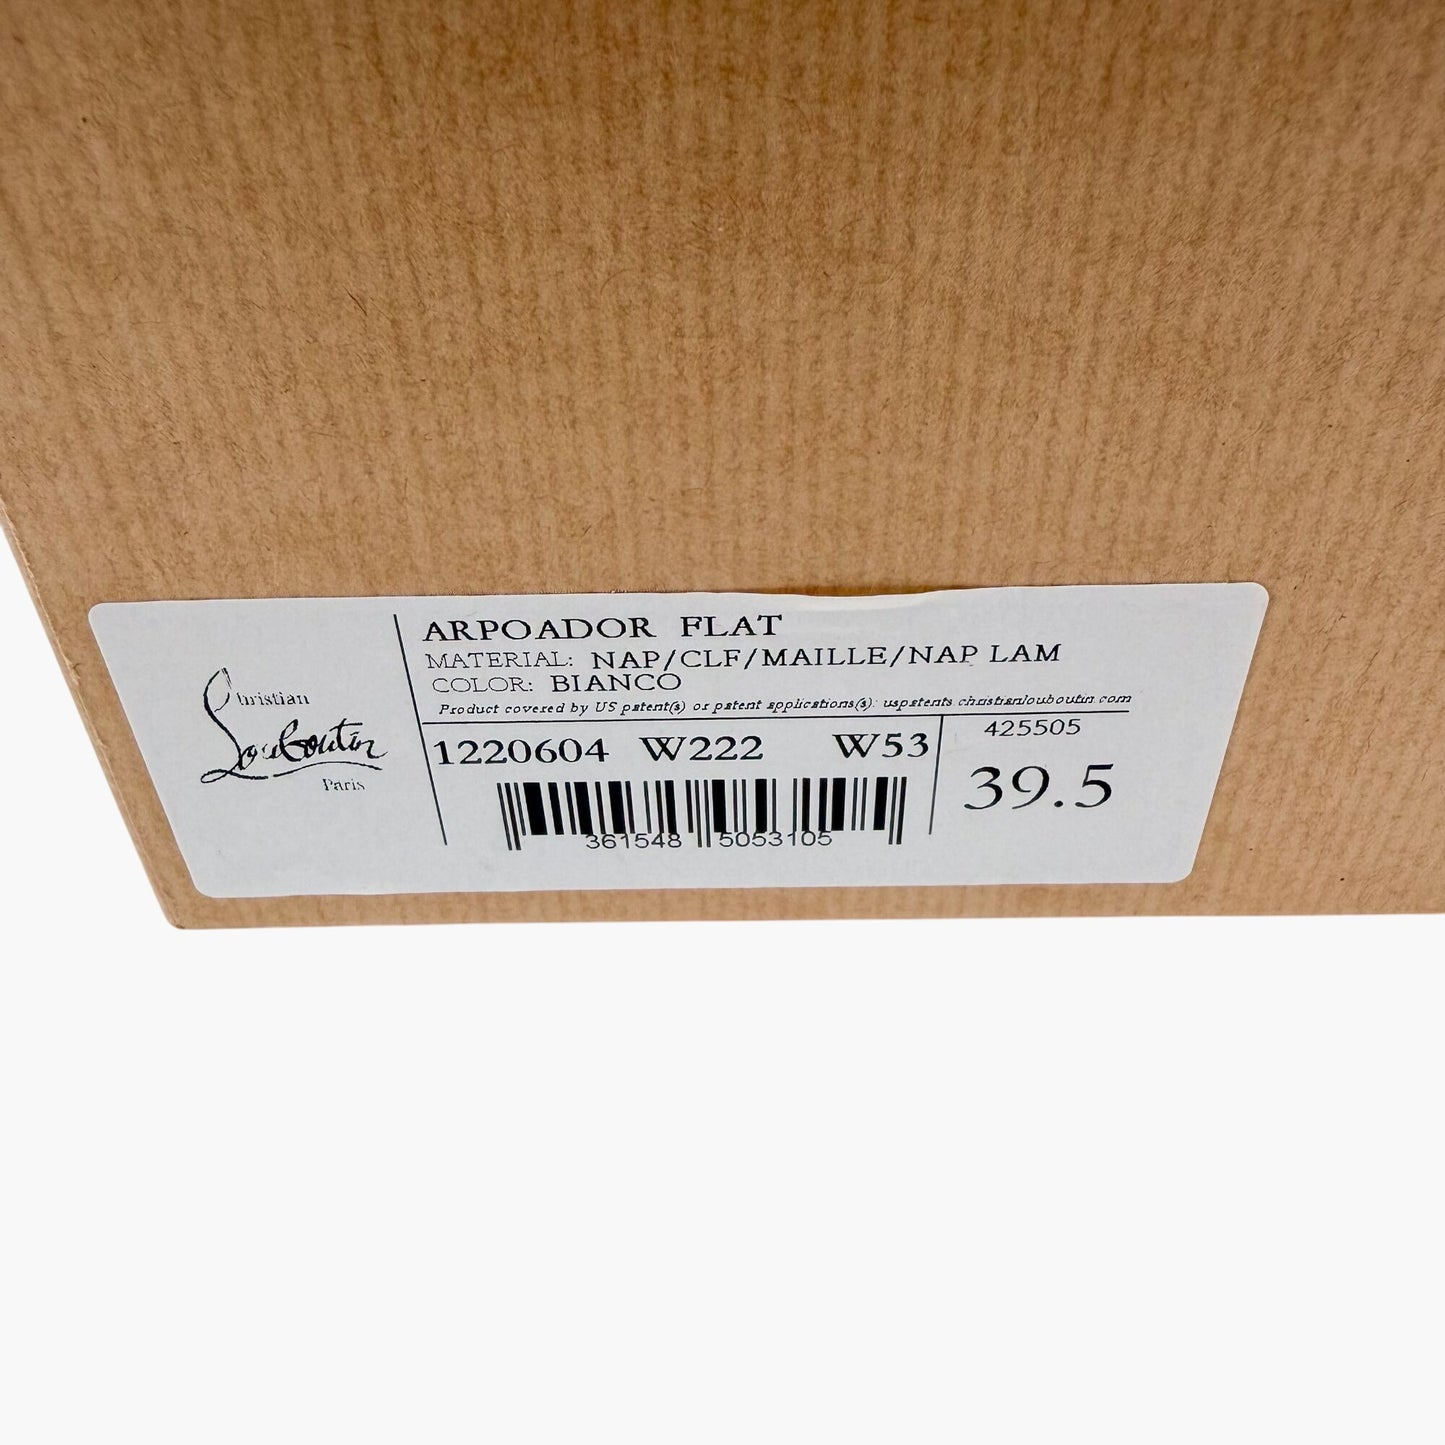 Christian
Louboutin
Paris
ARPOADOR FLAT
MATERIAL: NAP/CLF/MAILLE/NAP LAM
COLOR: BIANCO
Product covered by US patent(s) or patent applications(s): uspatents.christianlouboutin.com
1220604 W222 W53
425505
39.5
361548 5053105